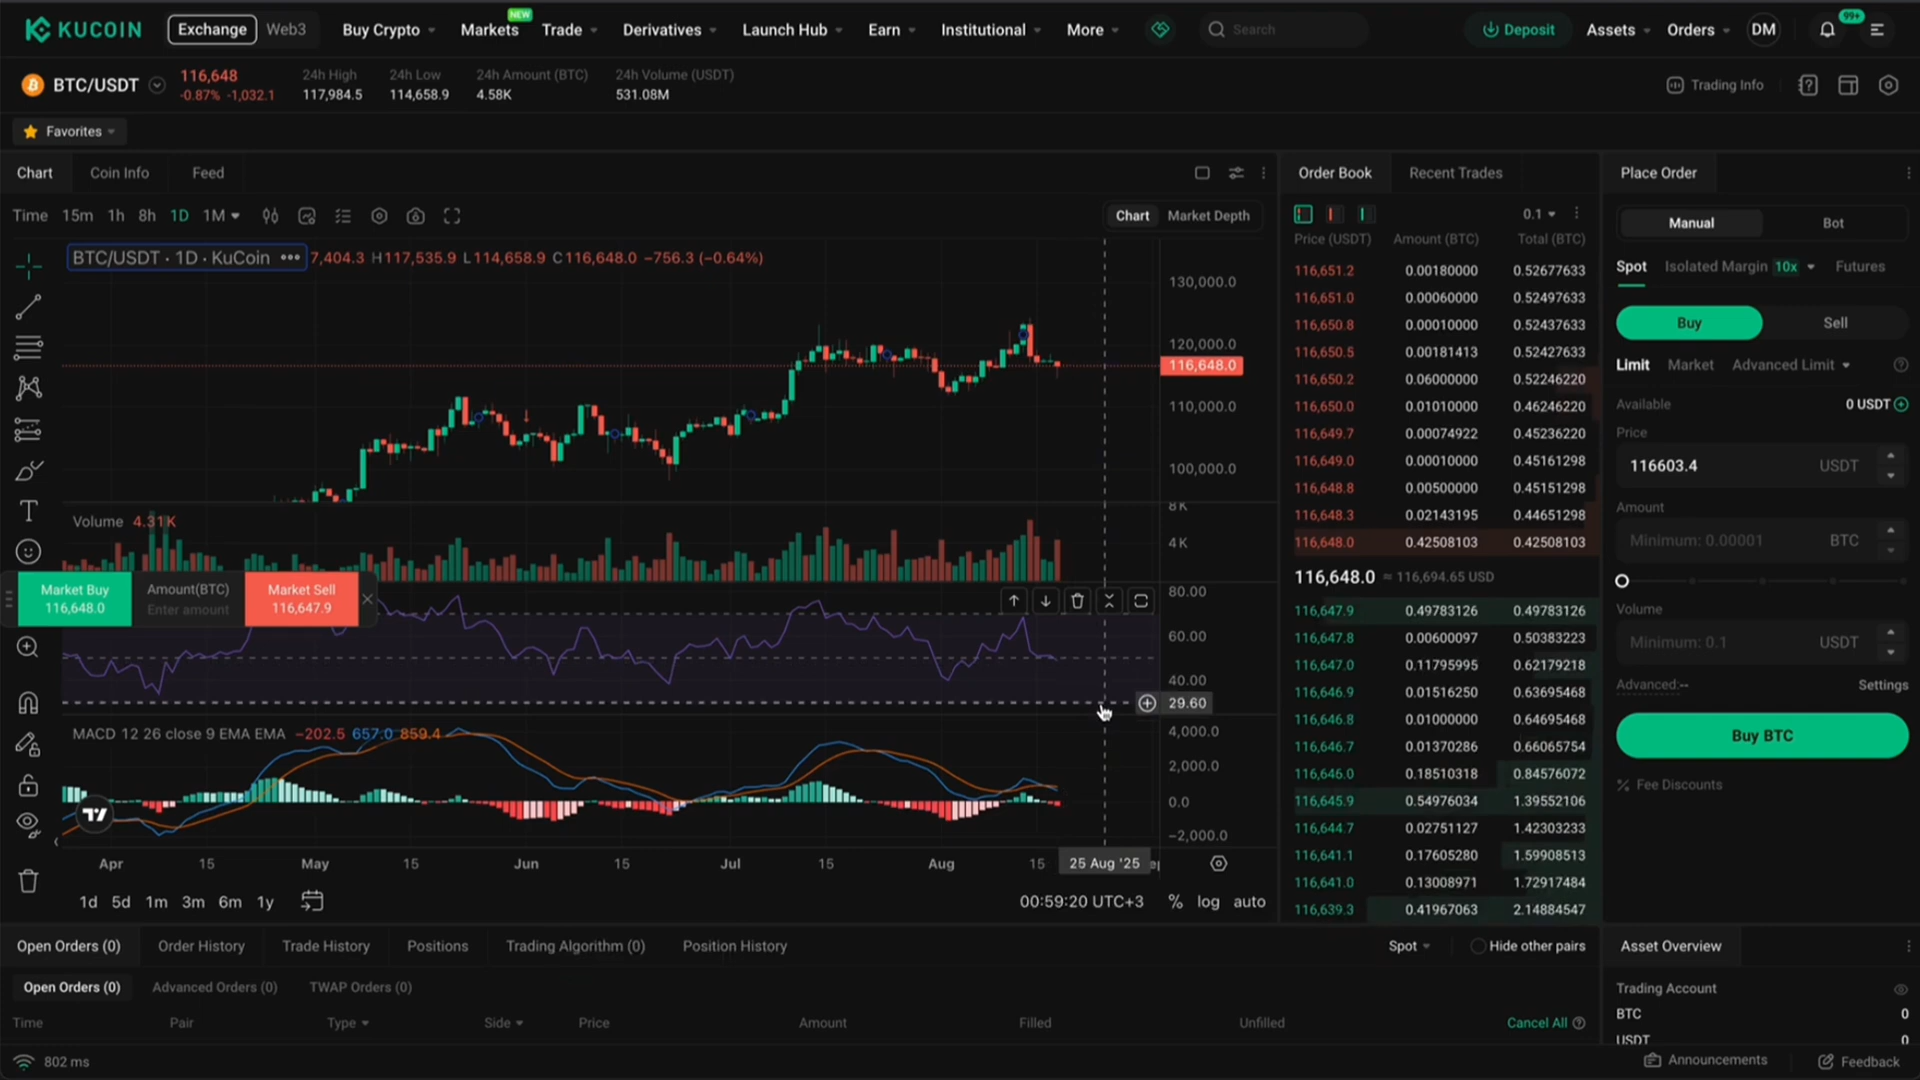 KUCOIN Exchange Web3 Buy Crypto Markets NEW Trade Derivatives Launch Hub Earn Institutional More Search Deposit Assets Orders DM 99+
BTC/USDT 116,648 -0.87% -1,032.1
24h High 117,984.5
24h Low 114,658.9
24h Amount (BTC) 4.58K
24h Volume (USDT) 531.08M
Trading Info
Favorites
Chart Coin Info Feed
Time 15m 1h 8h 1D 1M
Chart Market Depth
BTC/USDT · 1D · KuCoin ••• 7,404.3 H117,535.9 L114,658.9 C116,648.0 −756.3 (−0.64%)
130,000.0
120,000.0
116,648.0
110,000.0
100,000.0
Volume 4.31K
8K
4K
Market Buy 116,648.0
Amount(BTC) Enter amount
Market Sell 116,647.9
80.00
60.00
40.00
29.60
MACD 12 26 close 9 EMA EMA −202.5 657.0 859.4
4,000.0
2,000.0
0.0
−2,000.0
Apr 15 May 15 Jun 15 Jul 15 Aug 15 25 Aug '25
1d 5d 1m 3m 6m 1y
00:59:20 UTC+3 % log auto
Order Book Recent Trades
0.1
Price (USDT) Amount (BTC) Total (BTC)
116,651.2 0.00180000 0.52677633
116,651.0 0.00060000 0.52497633
116,650.8 0.00010000 0.52437633
116,650.5 0.00181413 0.52427633
116,650.2 0.06000000 0.52246220
116,650.0 0.01010000 0.46246220
116,649.7 0.00074922 0.45236220
116,649.0 0.00010000 0.45161298
116,648.8 0.00500000 0.45151298
116,648.3 0.02143195 0.44651298
116,648.0 0.42508103 0.42508103
116,648.0 ≈ 116,694.65 USD
116,647.9 0.49783126 0.49783126
116,647.8 0.00600097 0.50383223
116,647.0 0.11795995 0.62179218
116,646.9 0.01516250 0.63695468
116,646.8 0.01000000 0.64695468
116,646.7 0.01370286 0.66065754
116,646.0 0.18510318 0.84576072
116,645.9 0.54976034 1.39552106
116,644.7 0.02751127 1.42303233
116,641.1 0.17605280 1.59908513
116,641.0 0.13008971 1.72917484
116,639.3 0.41967063 2.14884547
Place Order
Manual Bot
Spot Isolated Margin 10x Futures
Buy Sell
Limit Market Advanced Limit
Available 0 USDT
Price
116603.4 USDT
Amount
Minimum: 0.00001 BTC
Volume
Minimum: 0.1 USDT
Advanced:-- Settings
Buy BTC
Fee Discounts
Open Orders (0) Order History Trade History Positions Trading Algorithm (0) Position History
Spot Hide other pairs
Open Orders (0) Advanced Orders (0) TWAP Orders (0)
Time Pair Type Side Price Amount Filled Unfilled Cancel All
Asset Overview
Trading Account
BTC 0
USDT 0
802 ms
Announcements Feedback